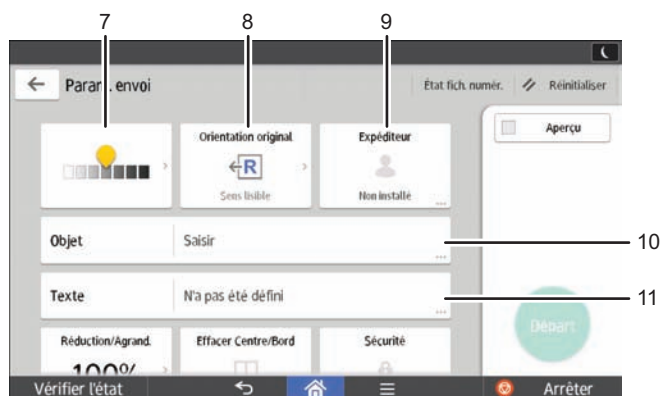 7 8 9
Param. envoi
État fich. numér. Réinitialiser
Orientation original Expéditeur Aperçu
R
Sens lisible Non installé
Objet Saisir 10
Texte N'a pas été défini 11
Départ
Réduction/Agrand. Effacer Centre/Bord Sécurité
100%
Vérifier l'état Arrêter